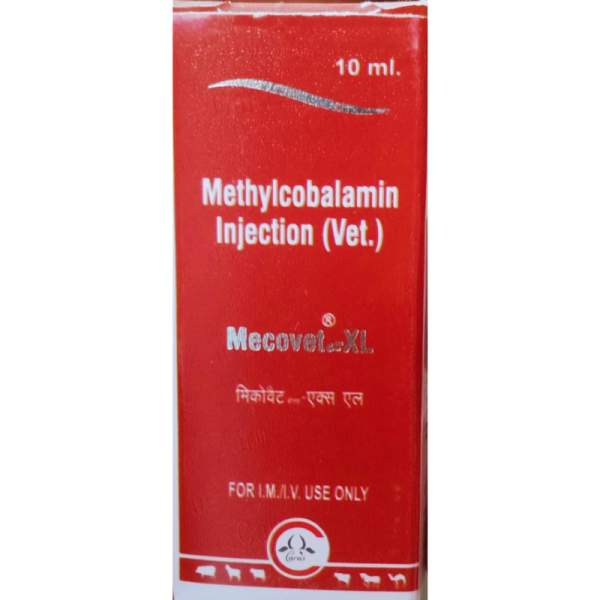 10 ml.
Methylcobalamin
Injection (Vet.)
®
Mecovet XL
मिकोवैट -एक्स एल
FOR I.M./I.V. USE ONLY